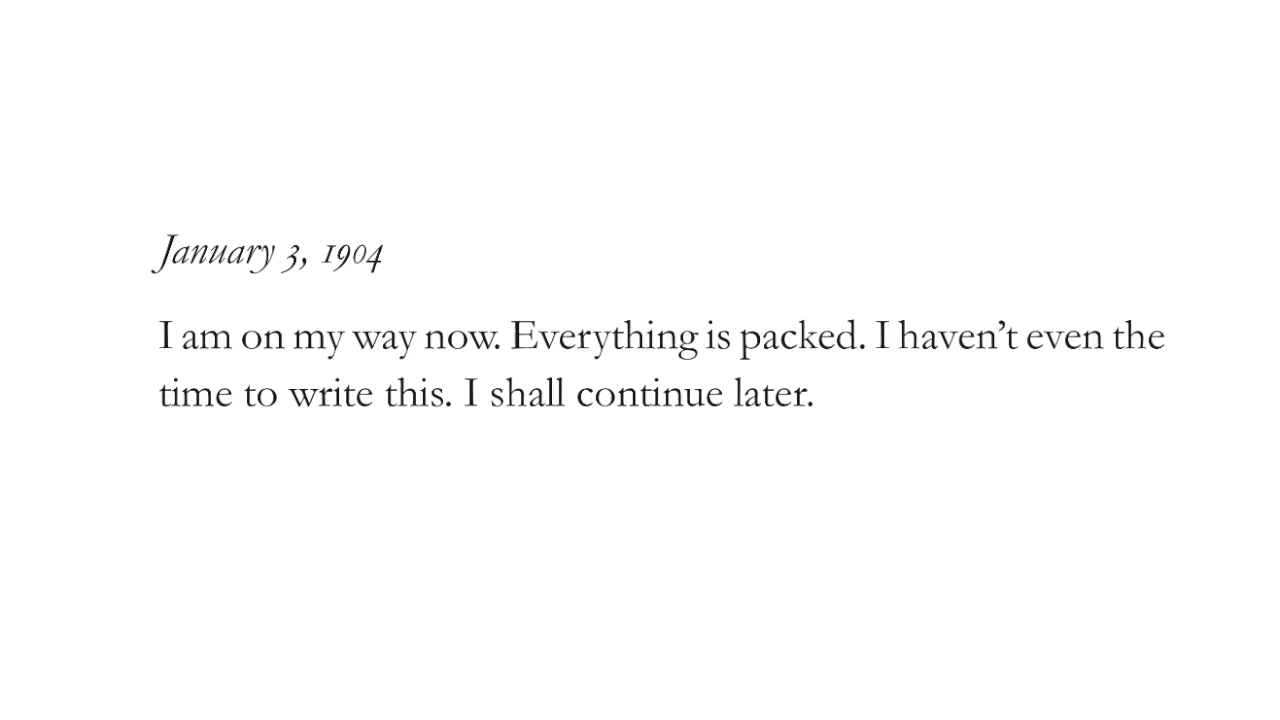 January 3, 1904
I am on my way now. Everything is packed. I haven’t even the
time to write this. I shall continue later.